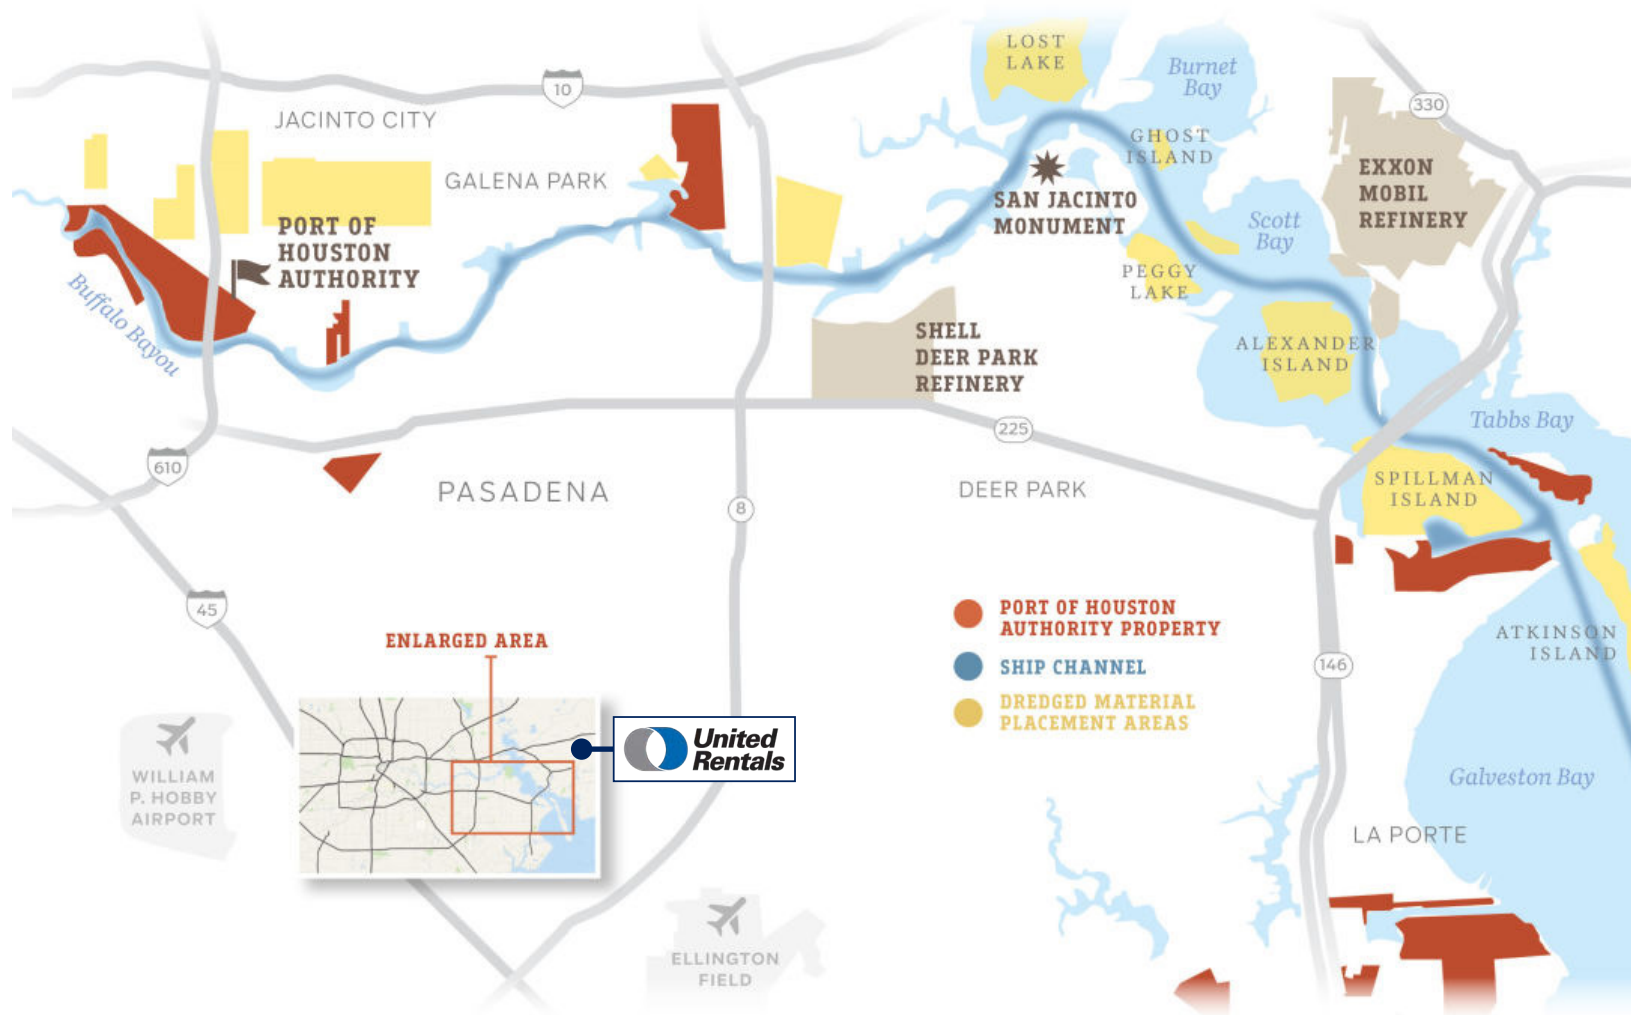 LOST
LAKE
Burnet
Bay
10
330
JACINTO CITY
GHOST
ISLAND
GALENA PARK
EXXON
MOBIL
REFINERY
SAN JACINTO
MONUMENT
PORT OF
HOUSTON
AUTHORITY
Scott
Bay
PEGGY
LAKE
Buffalo Bayou
SHELL
DEER PARK
REFINERY
ALEXANDER
ISLAND
Tabbs Bay
225
610
PASADENA
DEER PARK
SPILLMAN
ISLAND
8
45
ENLARGED AREA
PORT OF HOUSTON
AUTHORITY PROPERTY
SHIP CHANNEL
DREDGED MATERIAL
PLACEMENT AREAS
ATKINSON
ISLAND
146
United
Rentals
WILLIAM
P. HOBBY
AIRPORT
Galveston Bay
LA PORTE
ELLINGTON
FIELD